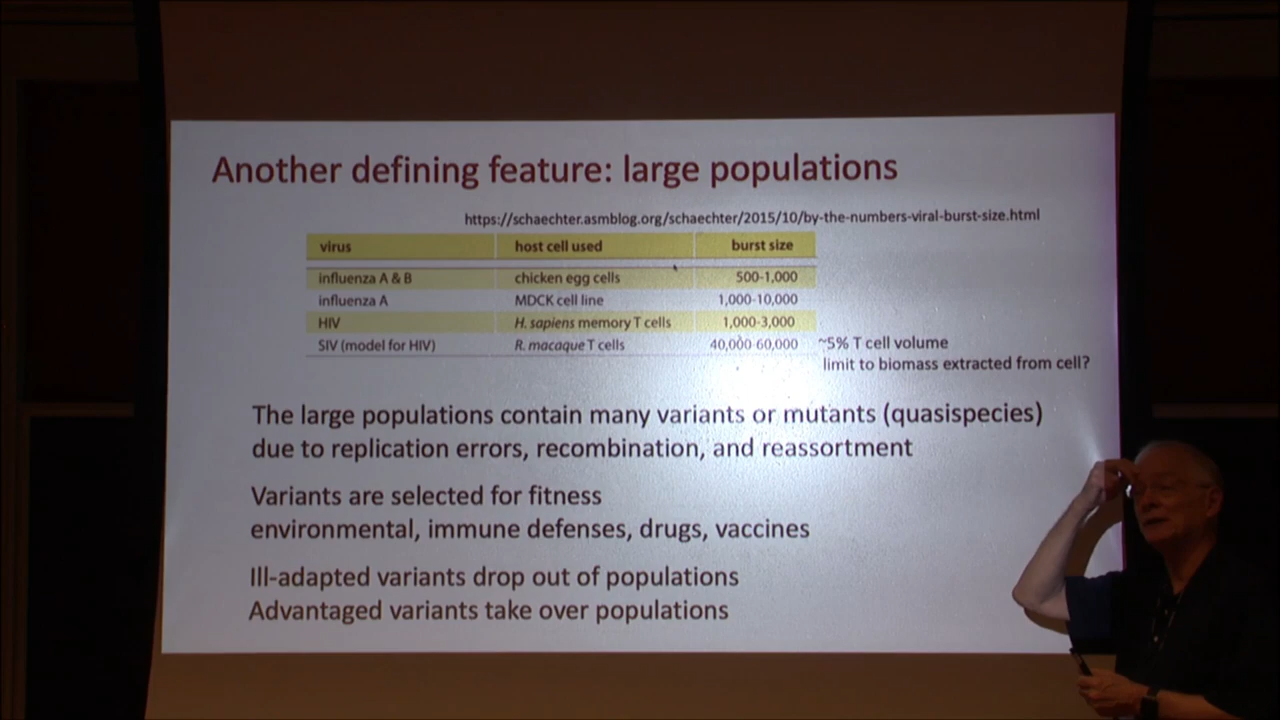 Another defining feature: large populations
https://schaechter.asmblog.org/schaechter/2015/10/by-the-numbers-viral-burst-size.html
virus host cell used burst size
influenza A & B chicken egg cells 500-1,000
influenza A MDCK cell line 1,000-10,000
HIV H. sapiens memory T cells 1,000-3,000
SIV (model for HIV) R. macaque T cells 40,000-60,000 ~5% T cell volume
limit to biomass extracted from cell?
The large populations contain many variants or mutants (quasispecies)
due to replication errors, recombination, and reassortment
Variants are selected for fitness
environmental, immune defenses, drugs, vaccines
Ill-adapted variants drop out of populations
Advantaged variants take over populations